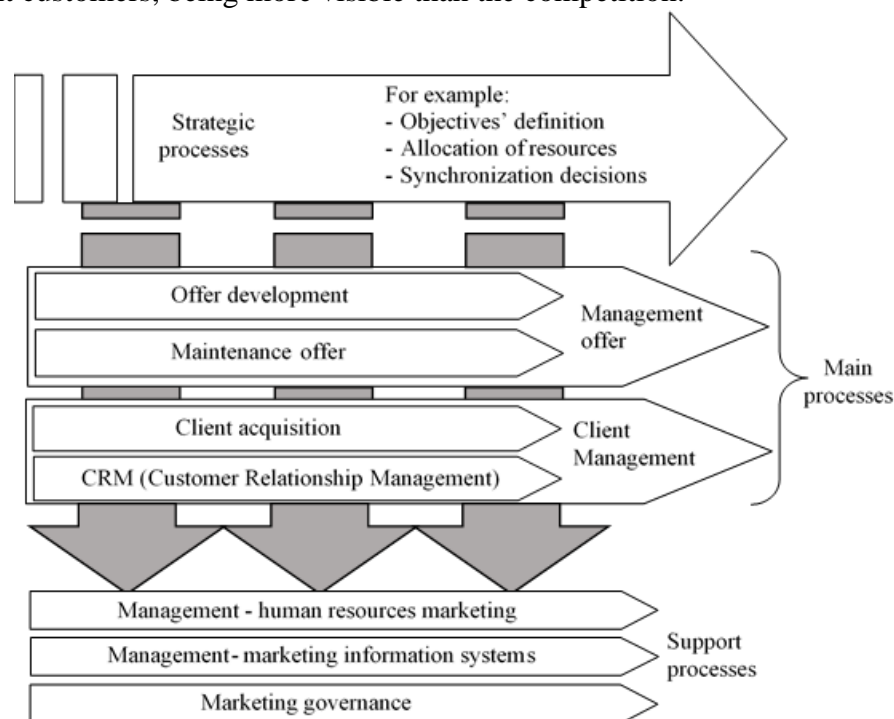 customers, being more visible than the competition.
Strategic
processes
For example:
- Objectives’ definition
- Allocation of resources
- Synchronization decisions
Offer development
Maintenance offer
Management
offer
Client acquisition
CRM (Customer Relationship Management)
Client
Management
Main
processes
Management - human resources marketing
Management- marketing information systems
Marketing governance
Support
processes